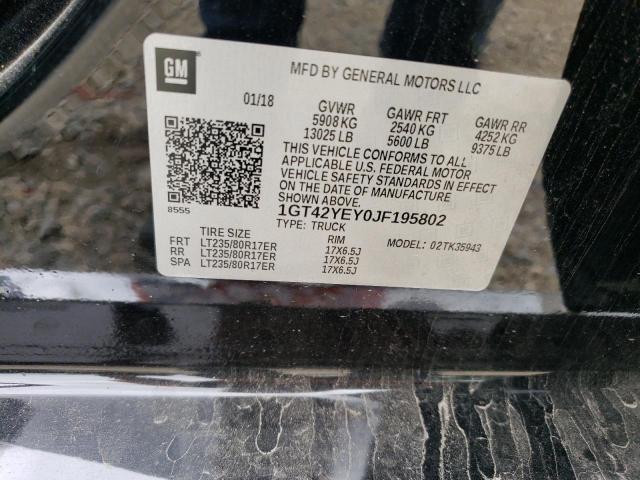 GM
MFD BY GENERAL MOTORS LLC
01/18
GVWR GAWR FRT GAWR RR
5908 KG 2540 KG 4252 KG
13025 LB 5600 LB 9375 LB
THIS VEHICLE CONFORMS TO ALL
APPLICABLE U.S. FEDERAL MOTOR
VEHICLE SAFETY STANDARDS IN EFFECT
ON THE DATE OF MANUFACTURE
SHOWN ABOVE.
8555
1GT42YEY0JF195802
TYPE: TRUCK
MODEL: 02TK35943
TIRE SIZE RIM
FRT LT235/80R17ER 17X6.5J
RR LT235/80R17ER 17X6.5J
SPA LT235/80R17ER 17X6.5J